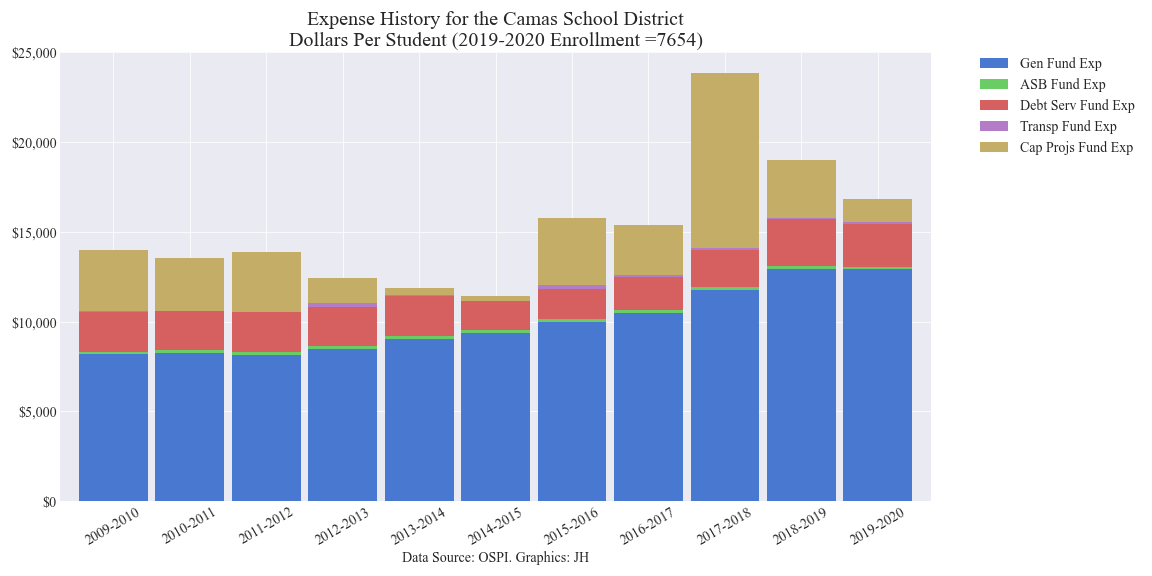 Expense History for the Camas School District
Dollars Per Student (2019-2020 Enrollment =7654)
$25,000
$20,000
$15,000
$10,000
$5,000
$0
2009-2010
2010-2011
2011-2012
2012-2013
2013-2014
2014-2015
2015-2016
2016-2017
2017-2018
2018-2019
2019-2020
Data Source: OSPI. Graphics: JH
Gen Fund Exp
ASB Fund Exp
Debt Serv Fund Exp
Transp Fund Exp
Cap Projs Fund Exp